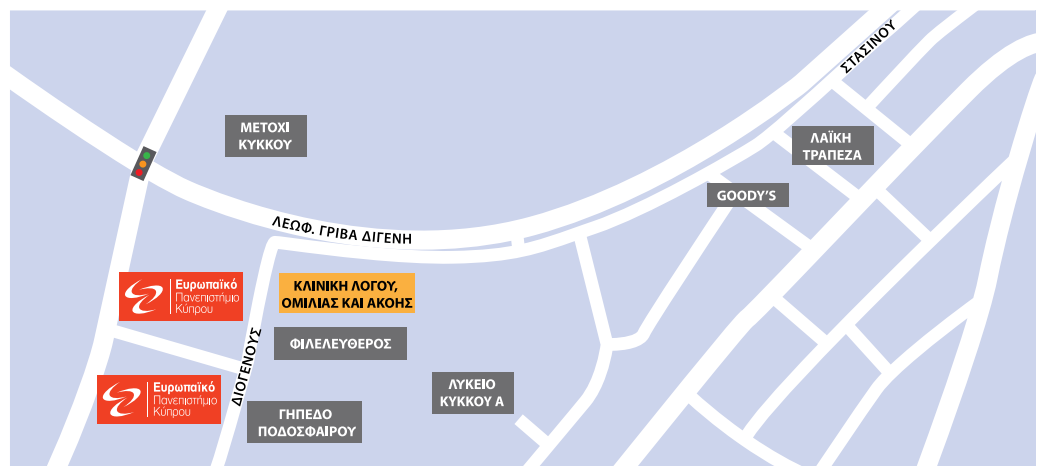 ΣΤΑΣΙΝΟΥ
ΜΕΤΟΧΙ
ΚΥΚΚΟΥ
ΛΑΪΚΗ
ΤΡΑΠΕΖΑ
GOODY'S
ΛΕΩΦ. ΓΡΙΒΑ ΔΙΓΕΝΗ
Ευρωπαϊκό
Πανεπιστήμιο
Κύπρου
ΚΛΙΝΙΚΗ ΛΟΓΟΥ,
ΟΜΙΛΙΑΣ ΚΑΙ ΑΚΟΗΣ
ΦΙΛΕΛΕΥΘΕΡΟΣ
ΔΙΟΓΕΝΟΥΣ
Ευρωπαϊκό
Πανεπιστήμιο
Κύπρου
ΛΥΚΕΙΟ
ΚΥΚΚΟΥ Α
ΓΗΠΕΔΟ
ΠΟΔΟΣΦΑΙΡΟΥ